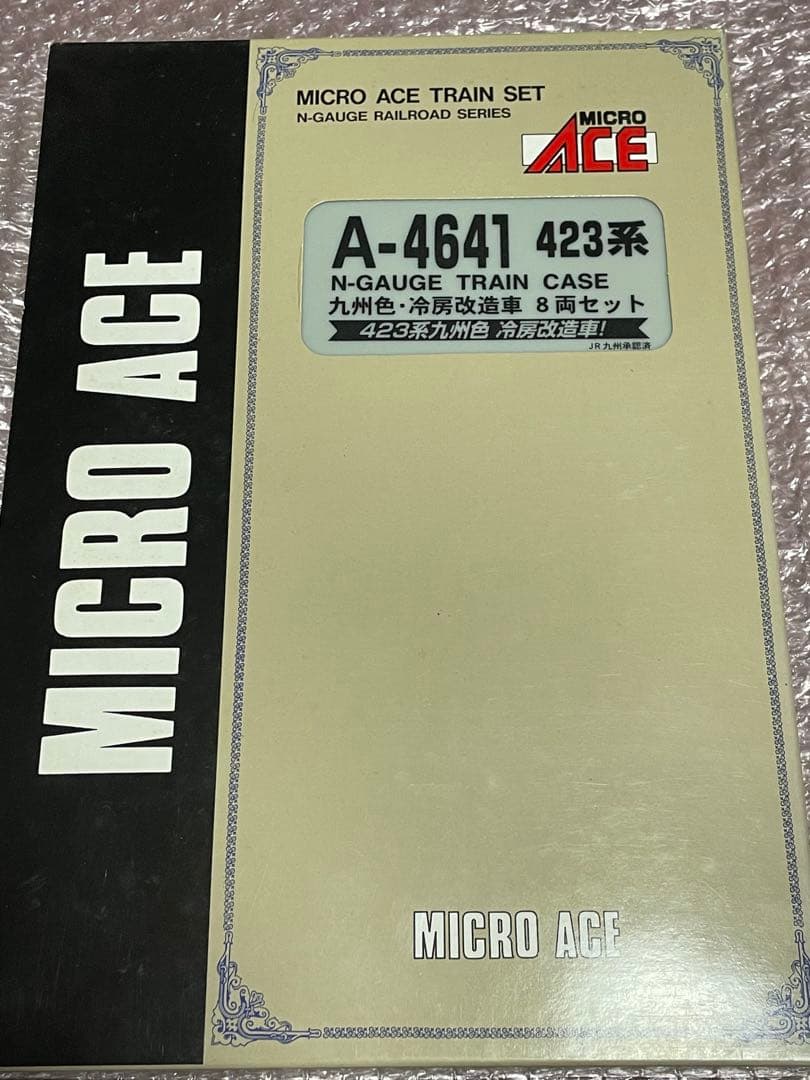 MICRO ACE
MICRO ACE TRAIN SET
N-GAUGE RAILROAD SERIES
MICRO
ACE
A-4641 423系
N-GAUGE TRAIN CASE
九州色・冷房改造車 8両セット
423系九州色 冷房改造車!
JR九州承認済
MICRO ACE